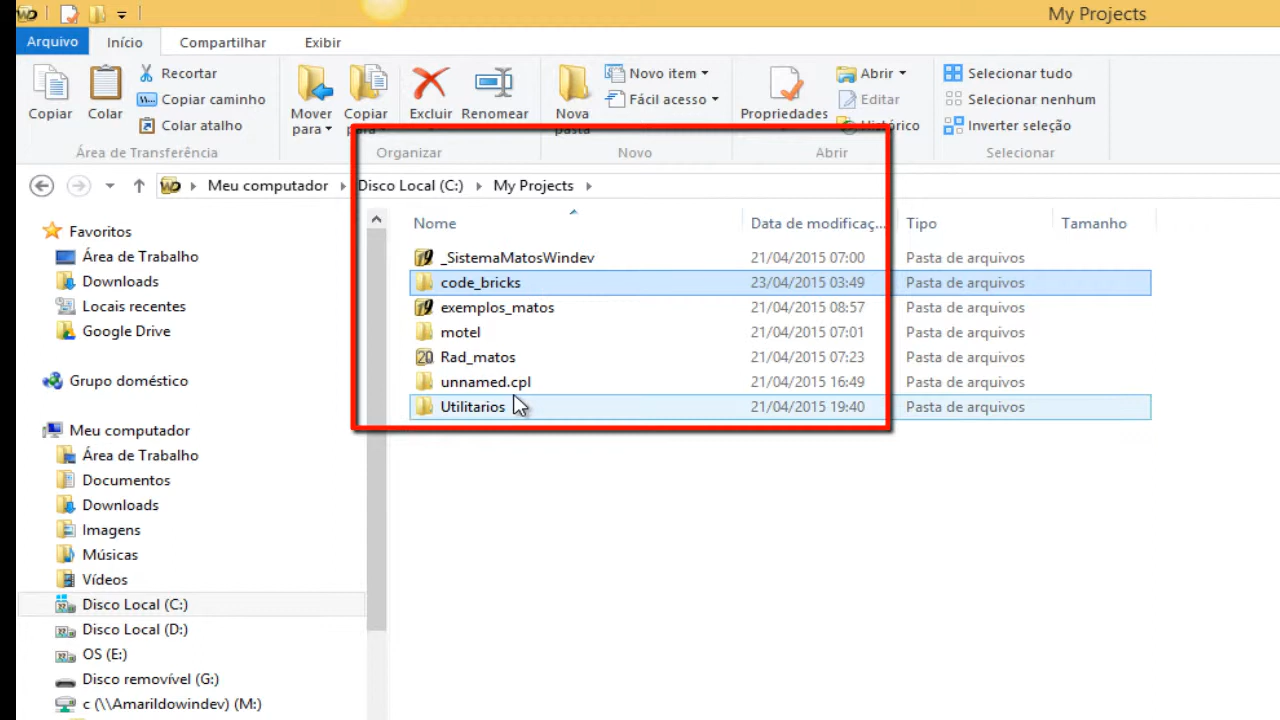 My Projects
Arquivo Início Compartilhar Exibir
Copiar
Colar
Recortar
Copiar caminho
Colar atalho
Área de Transferência
Mover para
Copiar para
Excluir
Renomear
Organizar
Nova pasta
Novo item
Fácil acesso
Novo
Propriedades
Abrir
Editar
Histórico
Abrir
Selecionar tudo
Selecionar nenhum
Inverter seleção
Selecionar
Meu computador Disco Local (C:) My Projects
Favoritos
Área de Trabalho
Downloads
Locais recentes
Google Drive
Grupo doméstico
Meu computador
Área de Trabalho
Documentos
Downloads
Imagens
Músicas
Vídeos
Disco Local (C:)
Disco Local (D:)
OS (E:)
Disco removível (G:)
c (\\Amarildowindev) (M:)
Nome Data de modificaç... Tipo Tamanho
_SistemaMatosWindev 21/04/2015 07:00 Pasta de arquivos
code_bricks 23/04/2015 03:49 Pasta de arquivos
exemplos_matos 21/04/2015 08:57 Pasta de arquivos
motel 21/04/2015 07:01 Pasta de arquivos
Rad_matos 21/04/2015 07:23 Pasta de arquivos
unnamed.cpl 21/04/2015 16:49 Pasta de arquivos
Utilitarios 21/04/2015 19:40 Pasta de arquivos